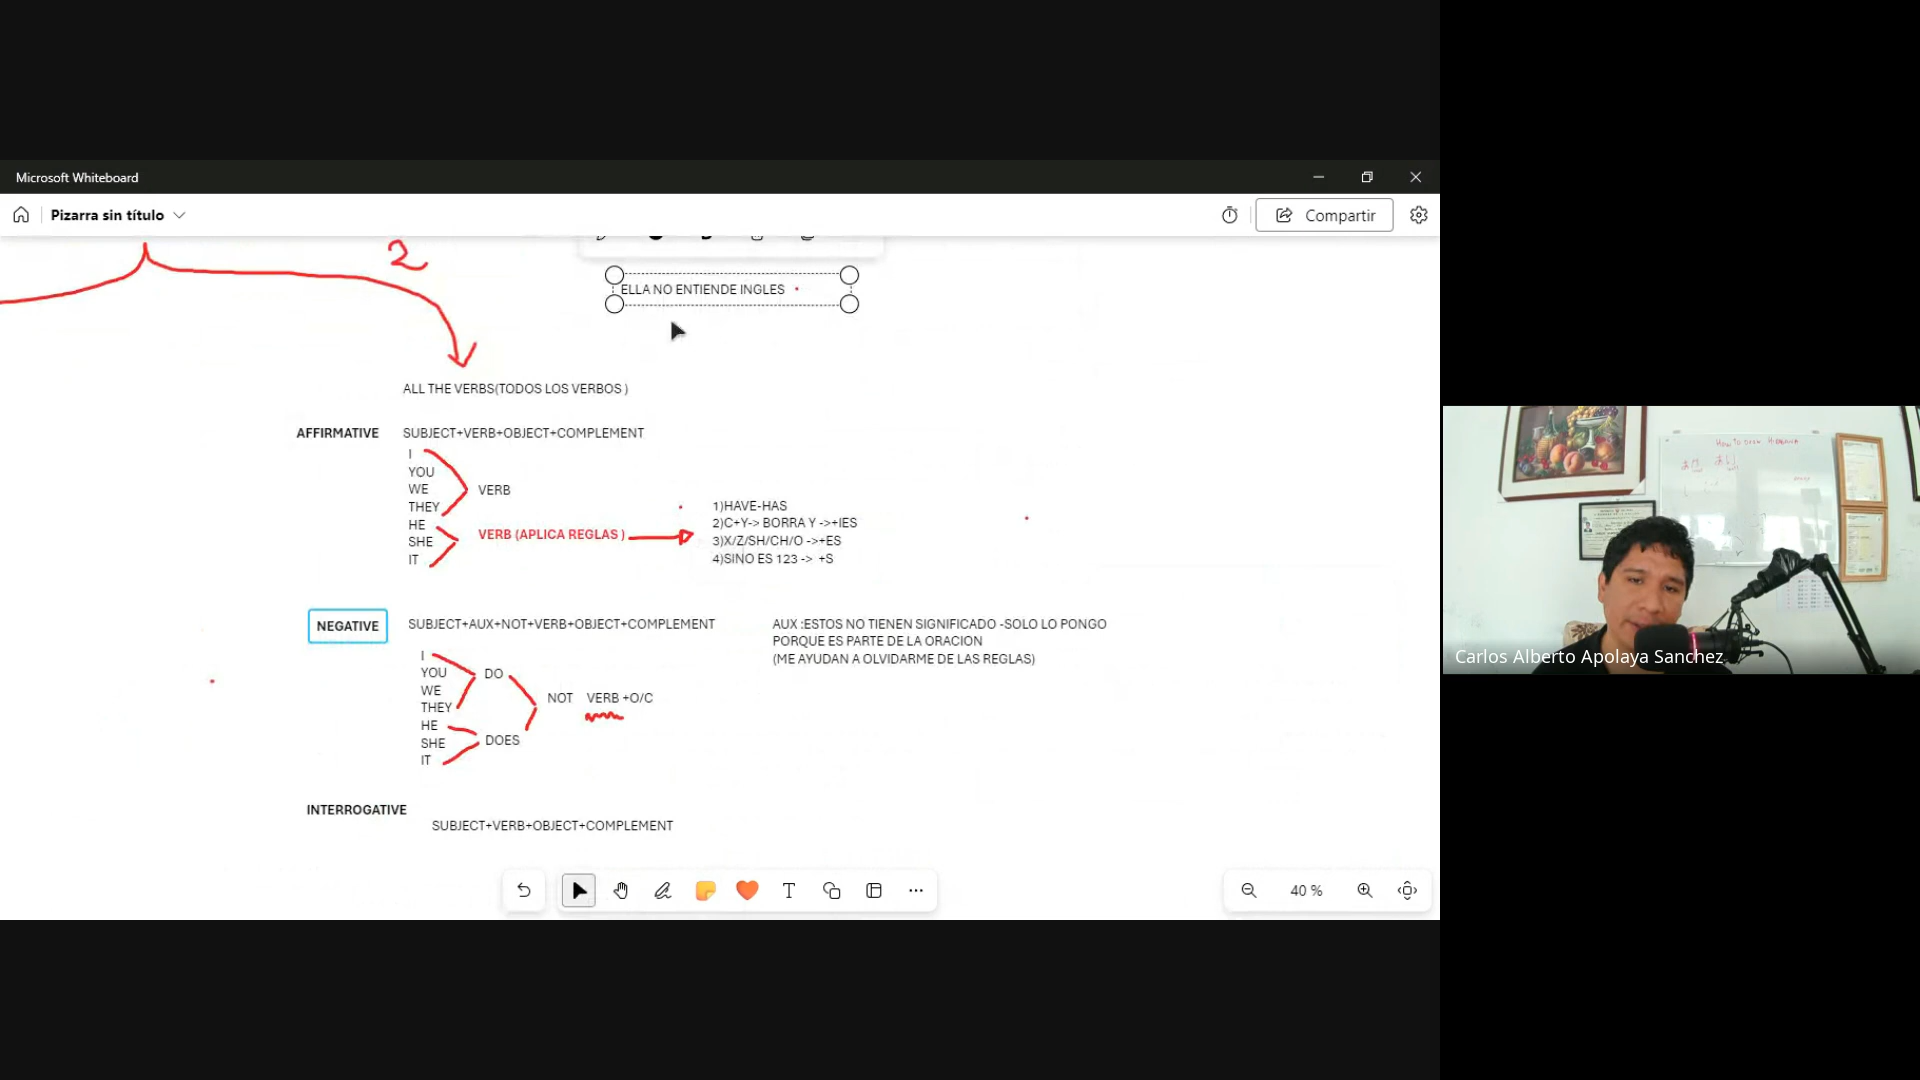 Microsoft Whiteboard
Pizarra sin título
Compartir
2
ELLA NO ENTIENDE INGLES
ALL THE VERBS(TODOS LOS VERBOS )
AFFIRMATIVE
SUBJECT+VERB+OBJECT+COMPLEMENT
I
YOU
WE
THEY
HE
SHE
IT
VERB
VERB (APLICA REGLAS )
1)HAVE-HAS
2)C+Y-> BORRA Y ->+IES
3)X/Z/SH/CH/O ->+ES
4)SINO ES 123 -> +S
NEGATIVE
SUBJECT+AUX+NOT+VERB+OBJECT+COMPLEMENT
AUX :ESTOS NO TIENEN SIGNIFICADO -SOLO LO PONGO
PORQUE ES PARTE DE LA ORACION
(ME AYUDAN A OLVIDARME DE LAS REGLAS)
I
YOU
WE
THEY
HE
SHE
IT
DO
DOES
NOT VERB +O/C
INTERROGATIVE
SUBJECT+VERB+OBJECT+COMPLEMENT
40 %
Carlos Alberto Apolaya Sanchez